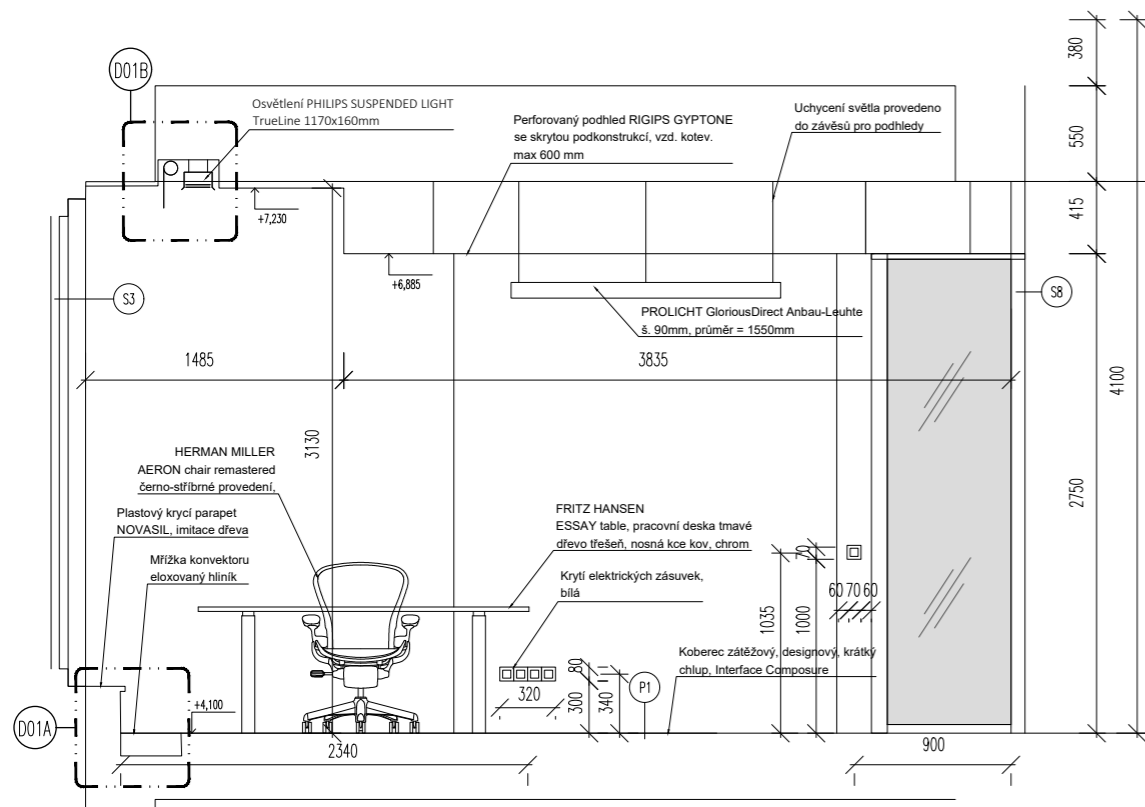 D01B
Osvětlení PHILIPS SUSPENDED LIGHT
TrueLine 1170x160mm
Perforovaný podhled RIGIPS GYPTONE
se skrytou podkonstrukcí, vzd. kotev.
max 600 mm
Uchycení světla provedeno
do závěsů pro podhledy
380
550
415
+7,230
+6,885
S3
S8
PROLICHT GloriousDirect Anbau-Leuhte
š. 90mm, průměr = 1550mm
1485
3835
4100
3130
2750
HERMAN MILLER
AERON chair remastered
černo-stříbrné provedení,
Plastový krycí parapet
NOVASIL, imitace dřeva
Mřížka konvektoru
eloxovaný hliník
FRITZ HANSEN
ESSAY table, pracovní deska tmavé
dřevo třešeň, nosná kce kov, chrom
Krytí elektrických zásuvek,
bílá
70
1035
1000
60 70 60
Koberec zátěžový, designový, krátký
chlup, Interface Composure
320
300
80
340
P1
+4,100
D01A
2340
900